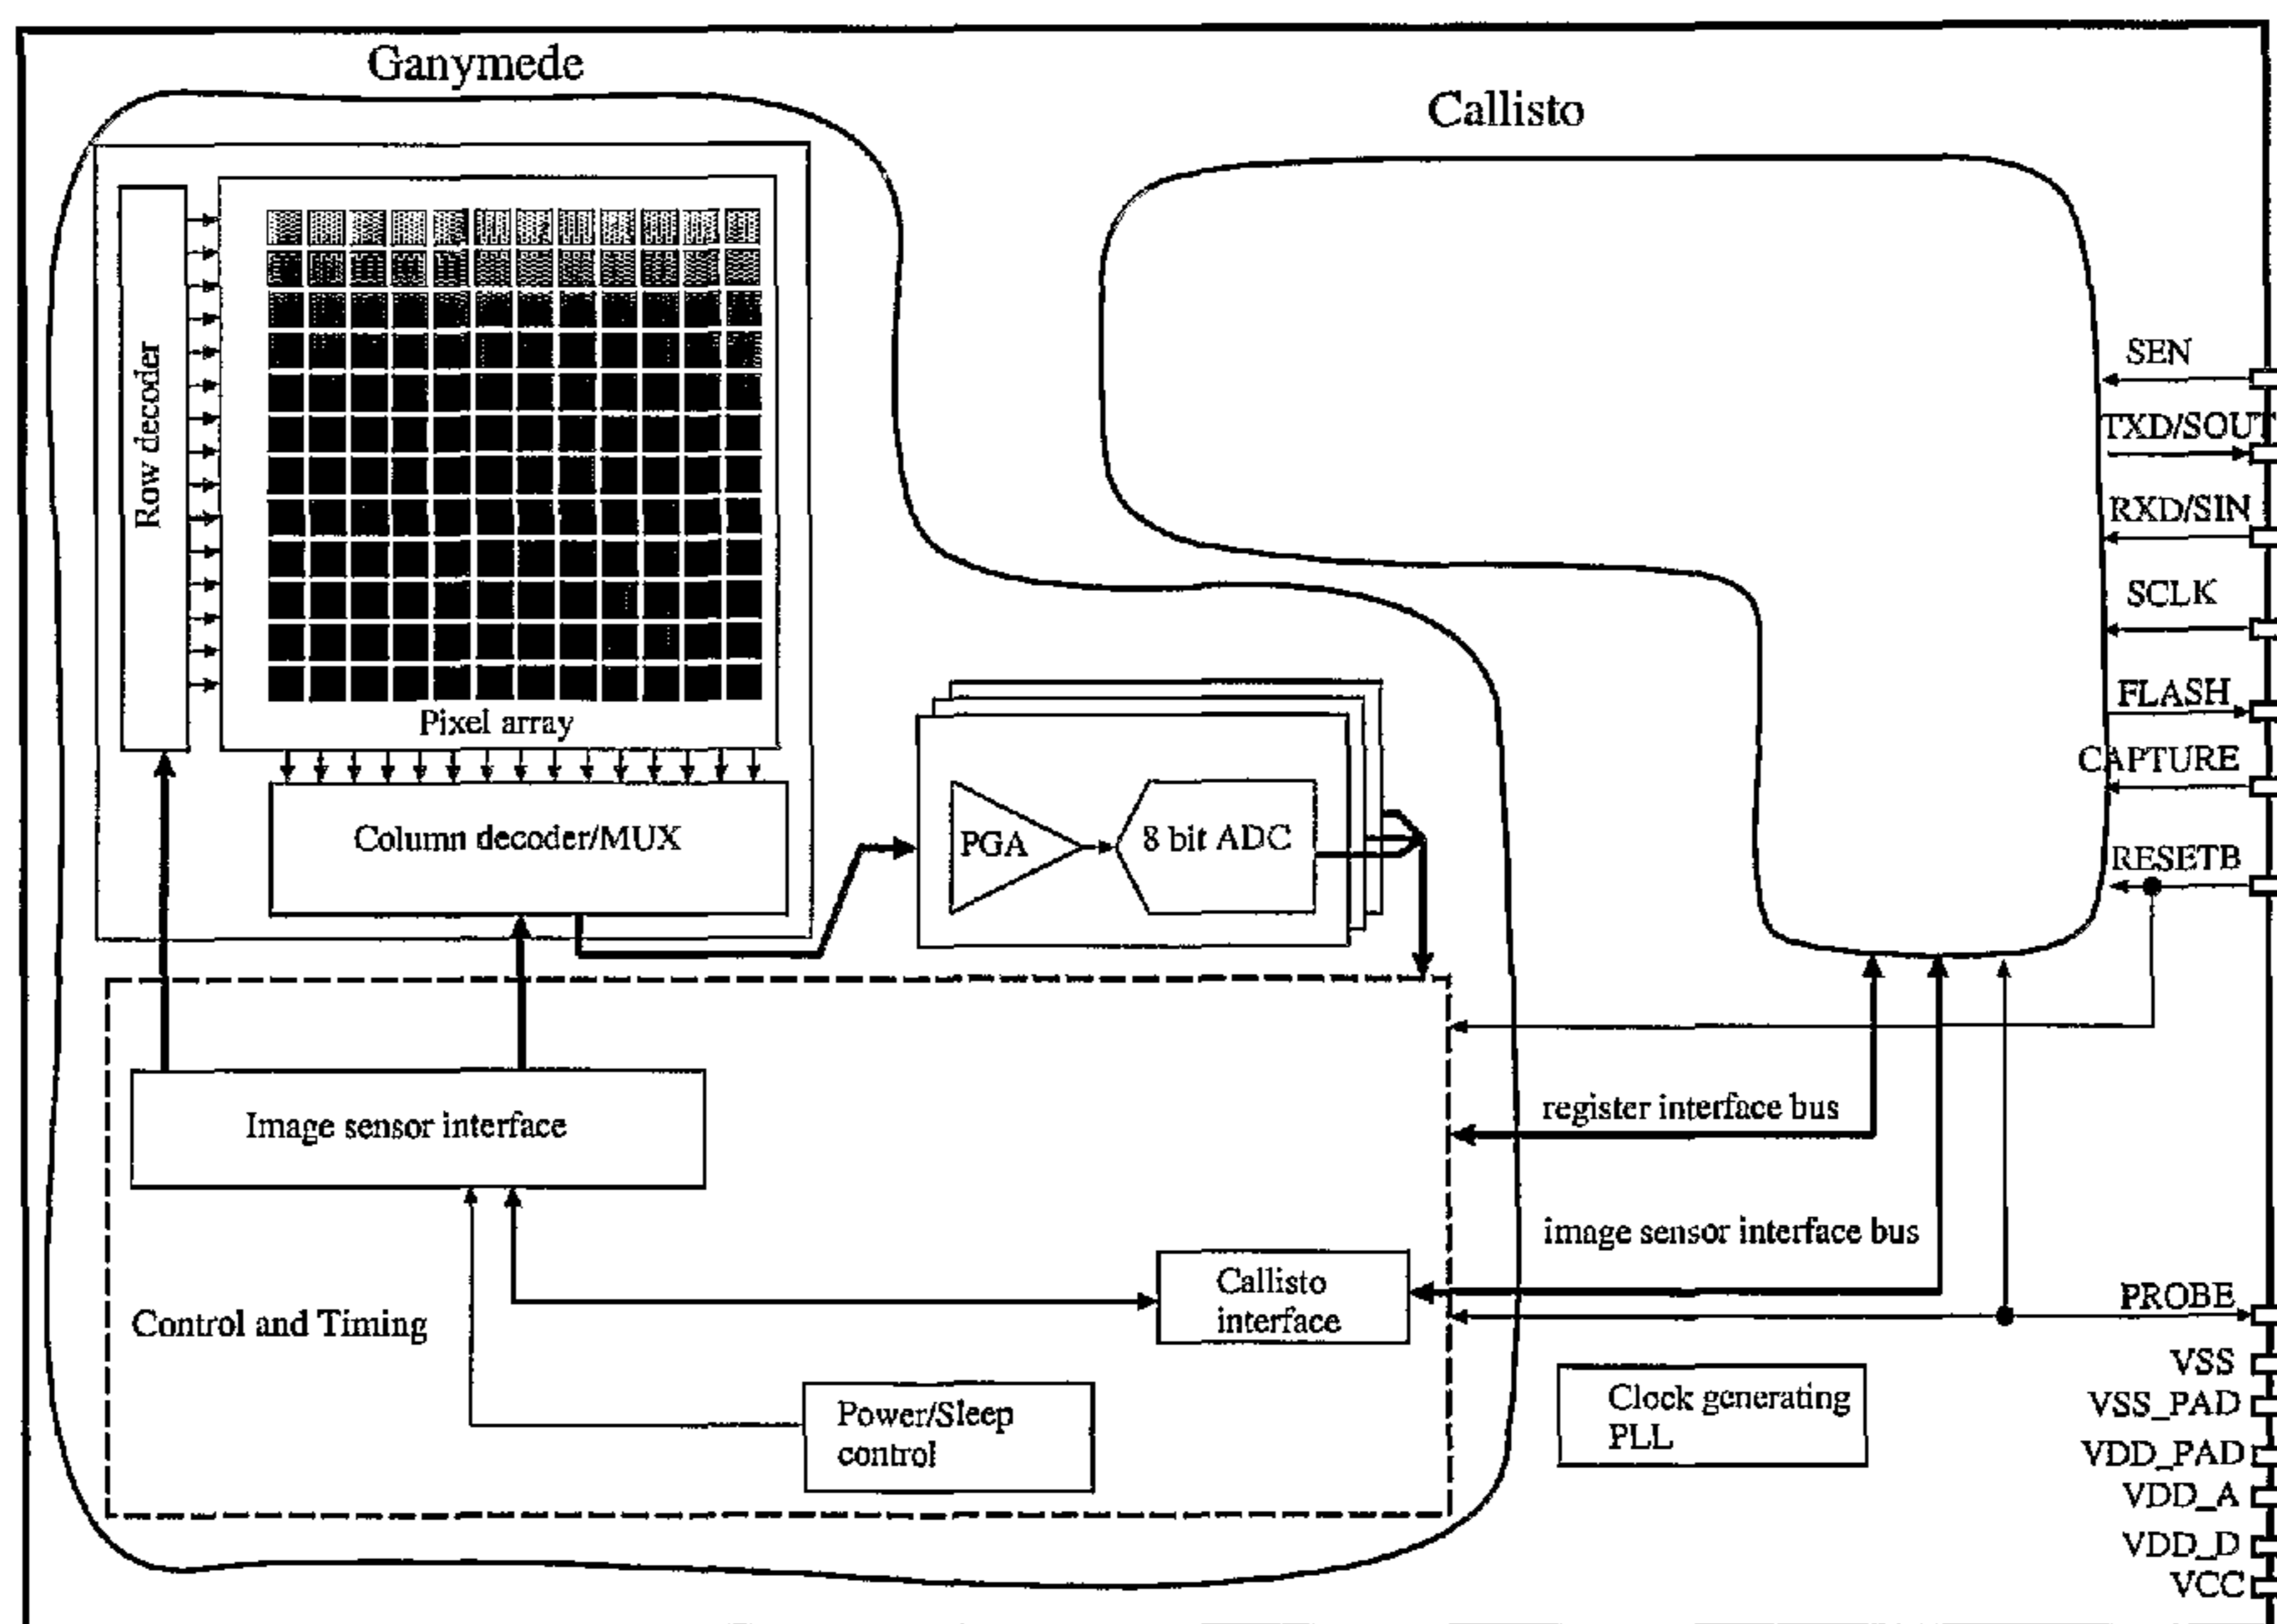 Ganymede
Callisto
Row decoder
Pixel array
Column decoder/MUX
PGA
8 bit ADC
Image sensor interface
Control and Timing
Callisto
interface
Power/Sleep
control
register interface bus
image sensor interface bus
Clock generating
PLL
SEN
TXD/SOUT
RXD/SIN
SCLK
FLASH
CAPTURE
RESETB
PROBE
VSS
VSS_PAD
VDD_PAD
VDD_A
VDD_D
VCC